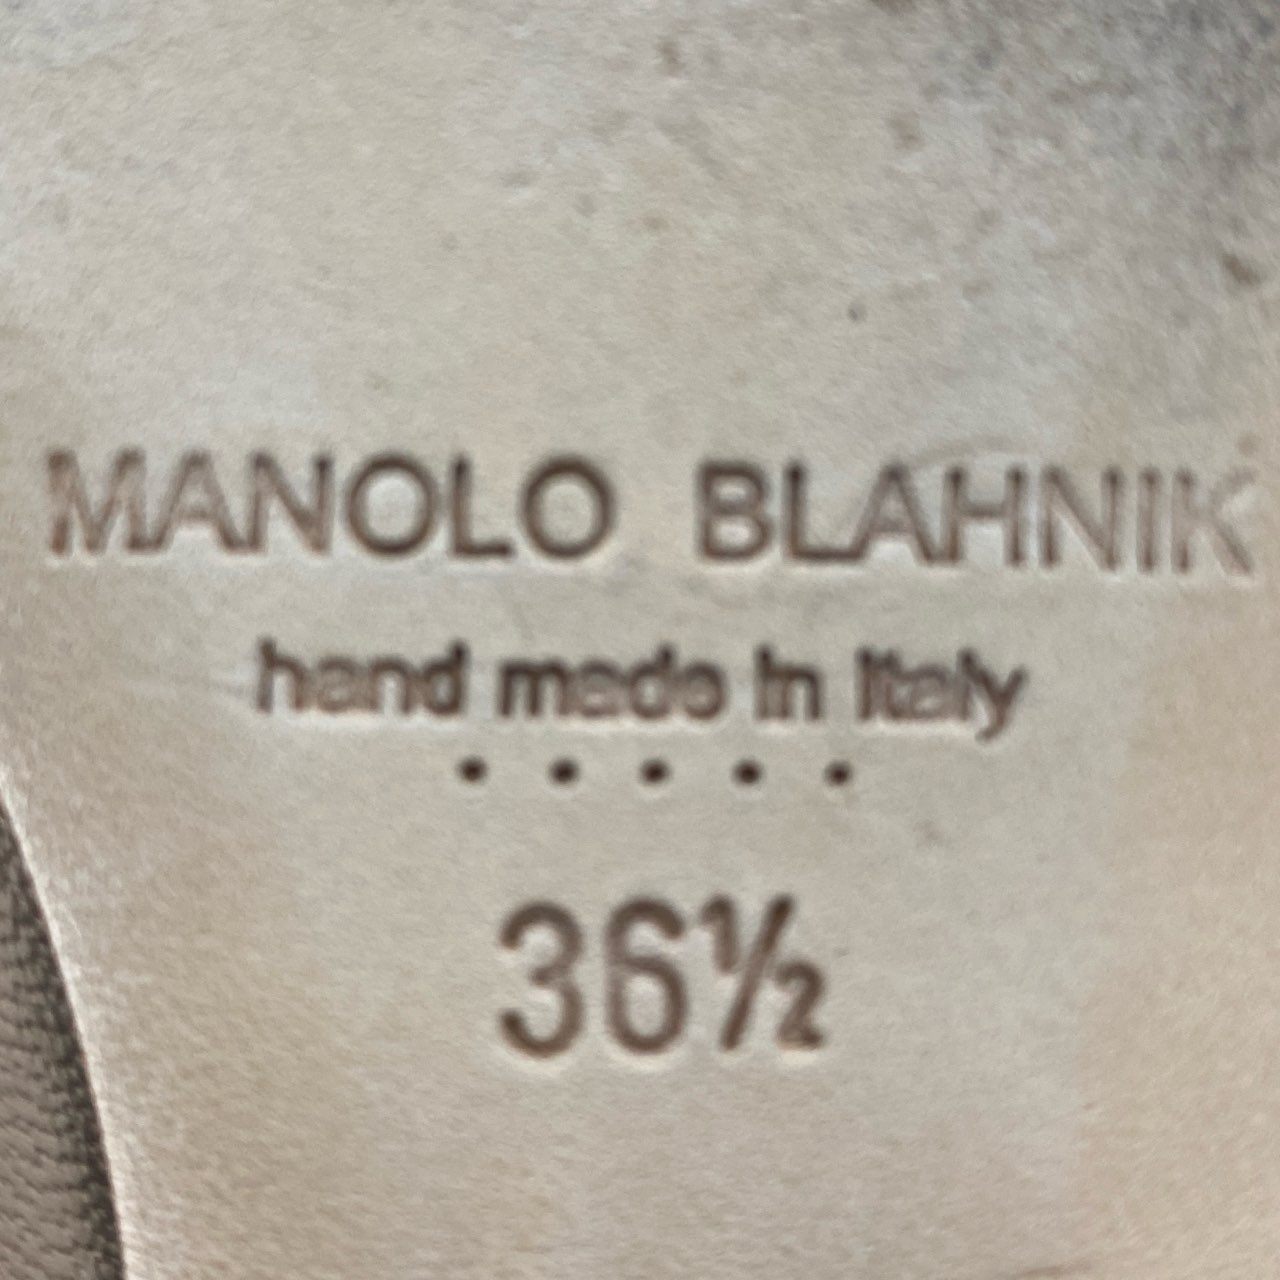 MANOLO BLAHNIK
hand made in Italy
• • • • •
36½